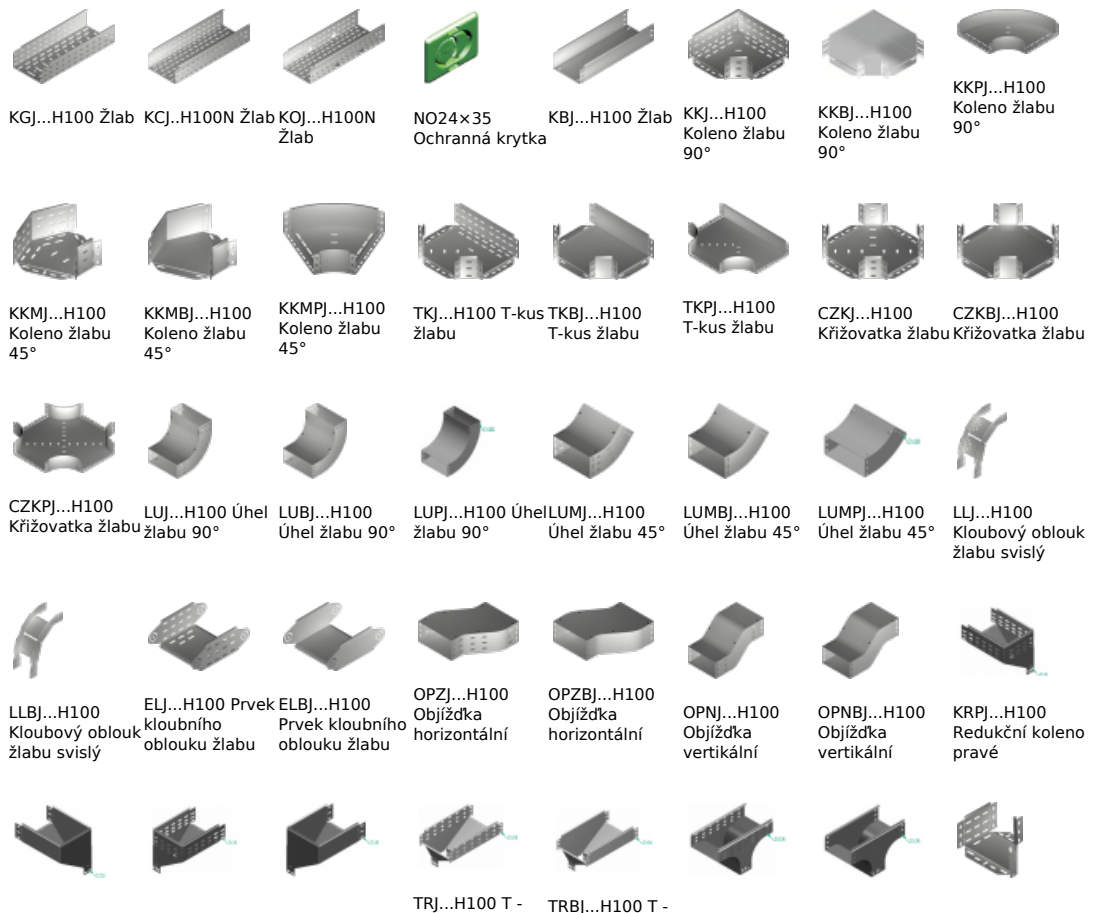 KGJ...H100 Žlab
KCJ..H100N Žlab
KOJ...H100N
Žlab
NO24×35
Ochranná krytka
KBJ...H100 Žlab
KKJ...H100
Koleno žlabu
90°
KKBJ...H100
Koleno žlabu
90°
KKPJ...H100
Koleno žlabu
90°
KKMJ...H100
Koleno žlabu
45°
KKMBJ...H100
Koleno žlabu
45°
KKMPJ...H100
Koleno žlabu
45°
TKJ...H100 T-kus
žlabu
TKBJ...H100
T-kus žlabu
TKPJ...H100
T-kus žlabu
CZKJ...H100
Křižovatka žlabu
CZKBJ...H100
Křižovatka žlabu
CZKPJ...H100
Křižovatka žlabu
LUJ...H100 Úhel
žlabu 90°
LUBJ...H100
Úhel žlabu 90°
LUPJ...H100 Úhel
žlabu 90°
LUMJ...H100
Úhel žlabu 45°
LUMBJ...H100
Úhel žlabu 45°
LUMPJ...H100
Úhel žlabu 45°
LLJ...H100
Kloubový oblouk
žlabu svislý
LLBJ...H100
Kloubový oblouk
žlabu svislý
ELJ...H100 Prvek
kloubního
oblouku žlabu
ELBJ...H100
Prvek kloubního
oblouku žlabu
OPZJ...H100
Objížďka
horizontální
OPZBJ...H100
Objížďka
horizontální
OPNJ...H100
Objížďka
vertikální
OPNBJ...H100
Objížďka
vertikální
KRPJ...H100
Redukční koleno
pravé
TRJ...H100 T -
TRBJ...H100 T -